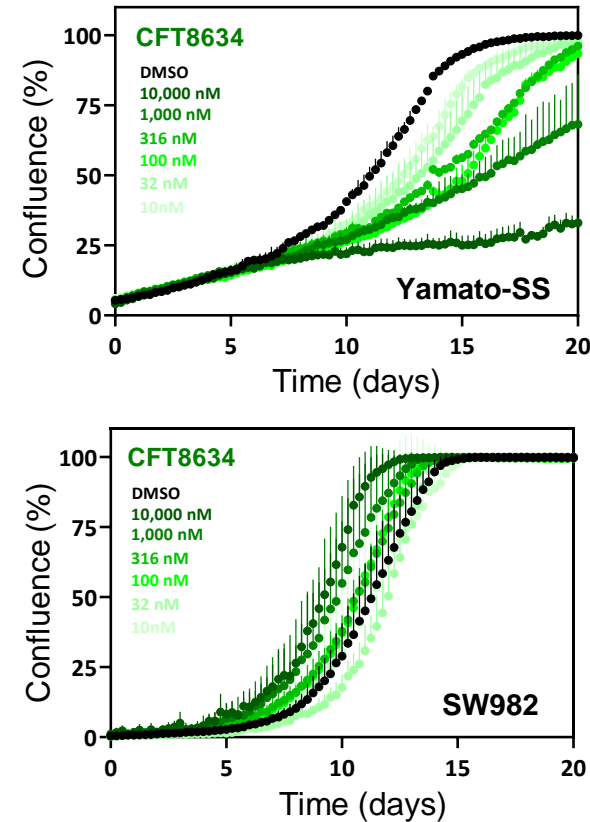 CFT8634
DMSO
10,000 nM
1,000 nM
316 nM
100 nM
32 nM
10nM
Confluence (%)
100
75
50
25
0
Yamato-SS
0 5 10 15 20
Time (days)
CFT8634
DMSO
10,000 nM
1,000 nM
316 nM
100 nM
32 nM
10nM
Confluence (%)
100
75
50
25
0
SW982
0 5 10 15 20
Time (days)